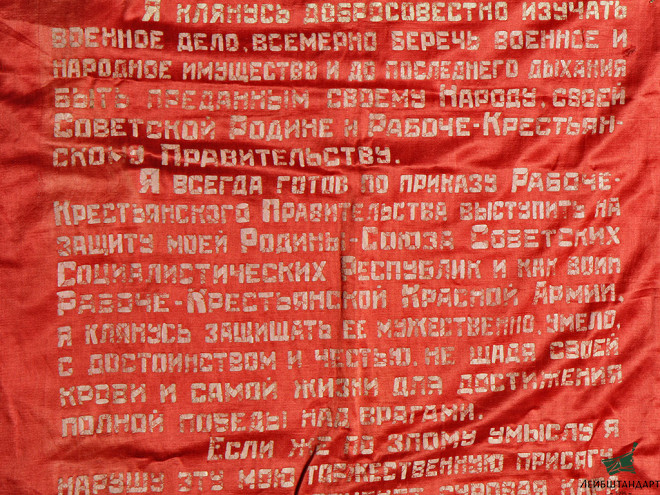 Я клянусь добросовестно изучать
военное дело, всемерно беречь военное и
народное имущество и до последнего дыхания
быть преданным своему Народу, своей
Советской Родине и Рабоче-Крестьян-
скому Правительству.
Я всегда готов по приказу Рабоче-
Крестьянского Правительства выступить на
защиту моей Родины-Союза Советских
Социалистических Республик и как воин
Рабоче-Крестьянской Красной Армии,
я клянусь защищать ее мужественно, умело,
с достоинством и честью, не щадя своей
крови и самой жизни для достижения
полной победы над врагами.
Если же по злому умыслу я
нарушу эту мою торжественную присягу,
суровая
ЛЕЙБШТАНДАРТ